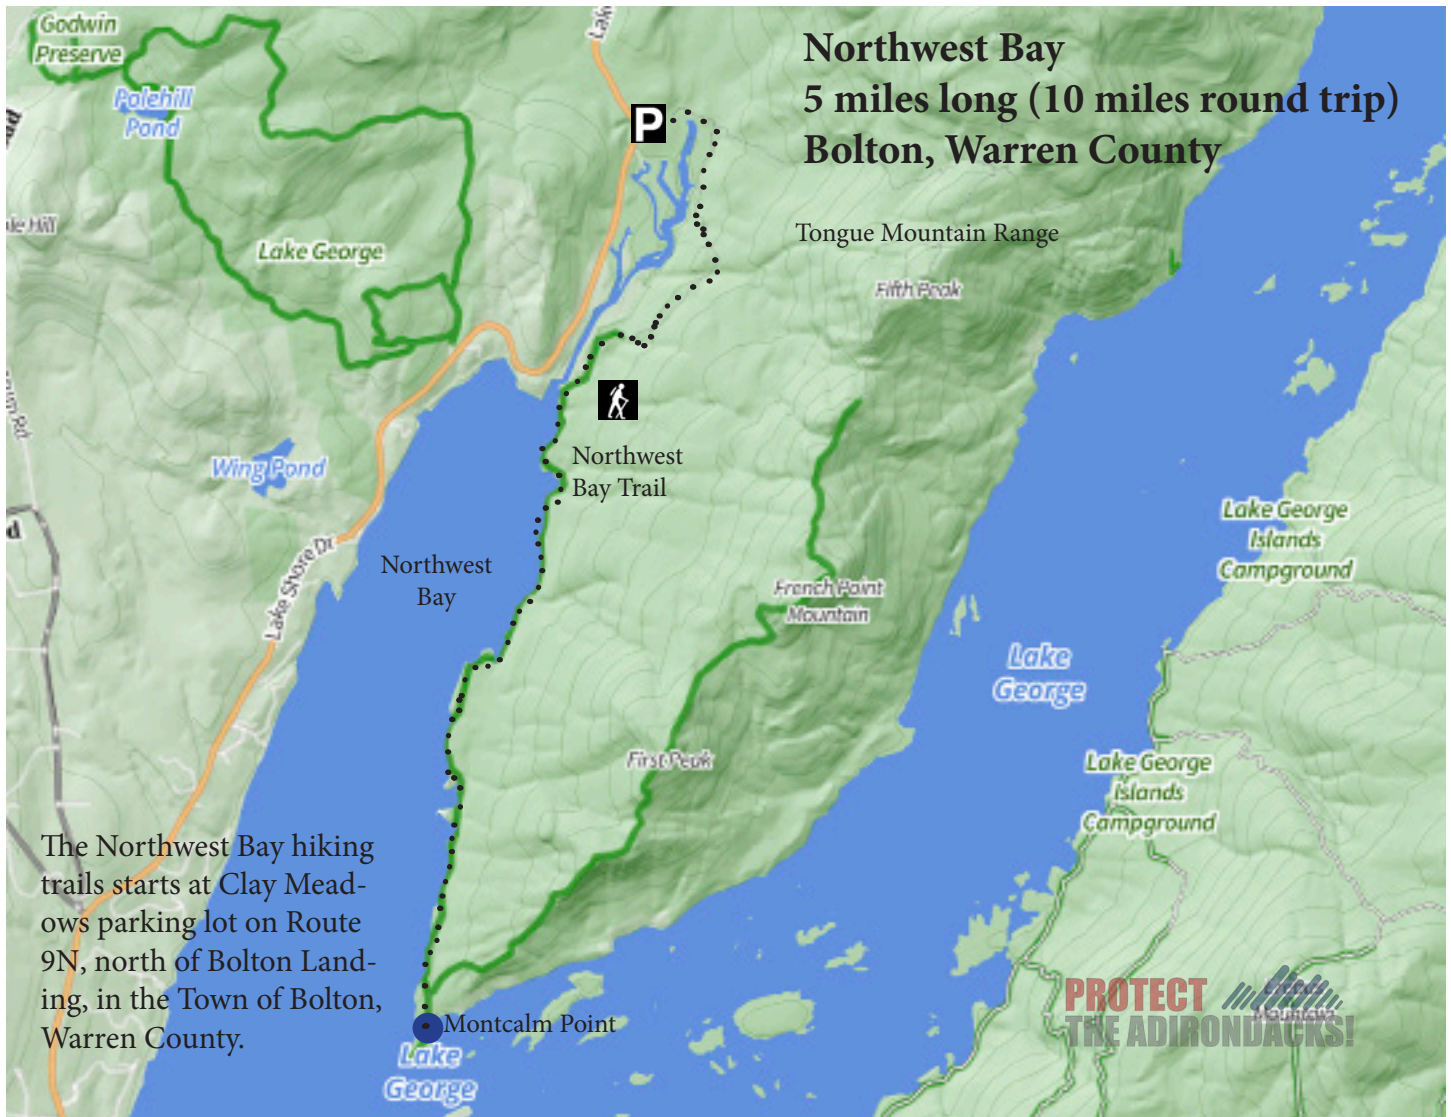 Godwin
Preserve
Polehill
Pond
Lake
P
Northwest Bay
5 miles long (10 miles round trip)
Bolton, Warren County
Lake George
Tongue Mountain Range
Fifth Peak
Northwest
Bay Trail
Wing Pond
Northwest
Bay
Lake Shore Dr
French Point
Mountain
Lake George
Islands
Campground
Lake
George
First Peak
Lake George
Islands
Campground
The Northwest Bay hiking
trails starts at Clay Mead-
ows parking lot on Route
9N, north of Bolton Land-
ing, in the Town of Bolton,
Warren County.
Montcalm Point
Lake
George
PROTECT
THE ADIRONDACKS!